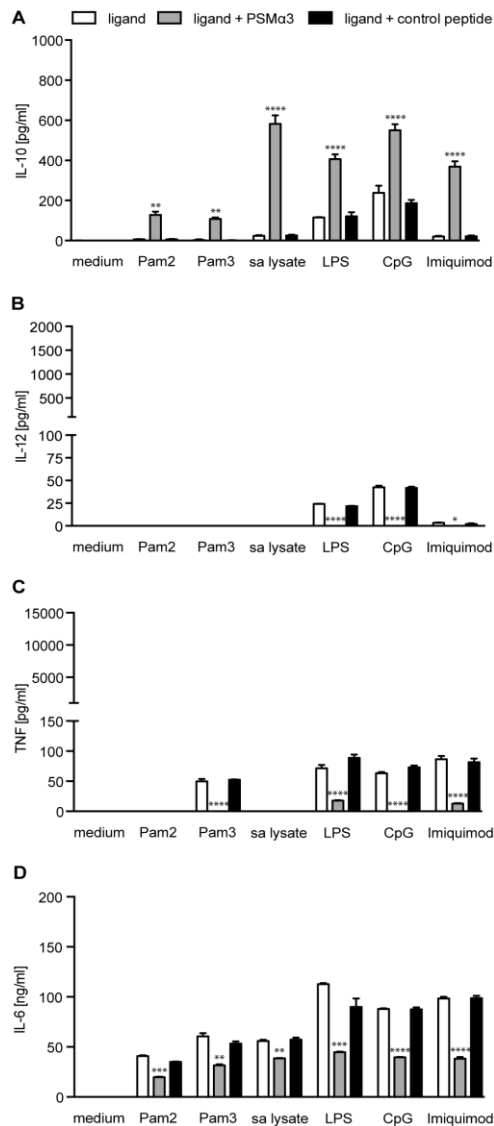 A ligand ligand + PSMα3 ligand + control peptide
1000
800
600
400
200
0
IL-10 [pg/ml]
** ** **** **** **** ****
medium Pam2 Pam3 sa lysate LPS CpG Imiquimod
B
2000
1500
1000
500
100
75
50
25
0
IL-12 [pg/ml]
**** **** *
medium Pam2 Pam3 sa lysate LPS CpG Imiquimod
C
15000
10000
5000
150
100
50
0
TNF [pg/ml]
**** **** **** ****
medium Pam2 Pam3 sa lysate LPS CpG Imiquimod
D
200
150
100
50
0
IL-6 [ng/ml]
*** ** ** *** **** ****
medium Pam2 Pam3 sa lysate LPS CpG Imiquimod